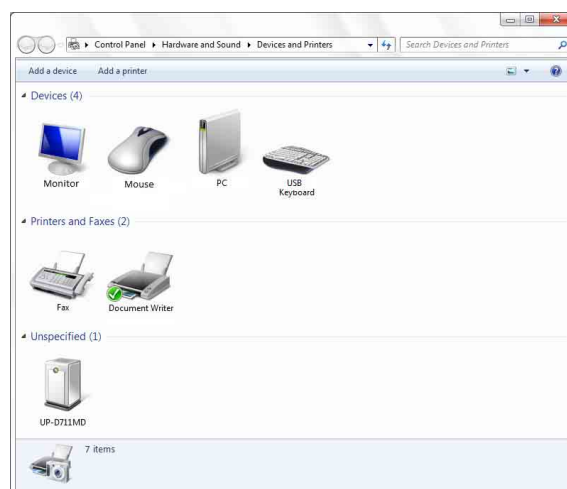 Control Panel Hardware and Sound Devices and Printers Search Devices and Printers
Add a device Add a printer
Devices (4)
Monitor Mouse PC USB
Keyboard
Printers and Faxes (2)
Fax Document Writer
Unspecified (1)
UP-D711MD
7 items